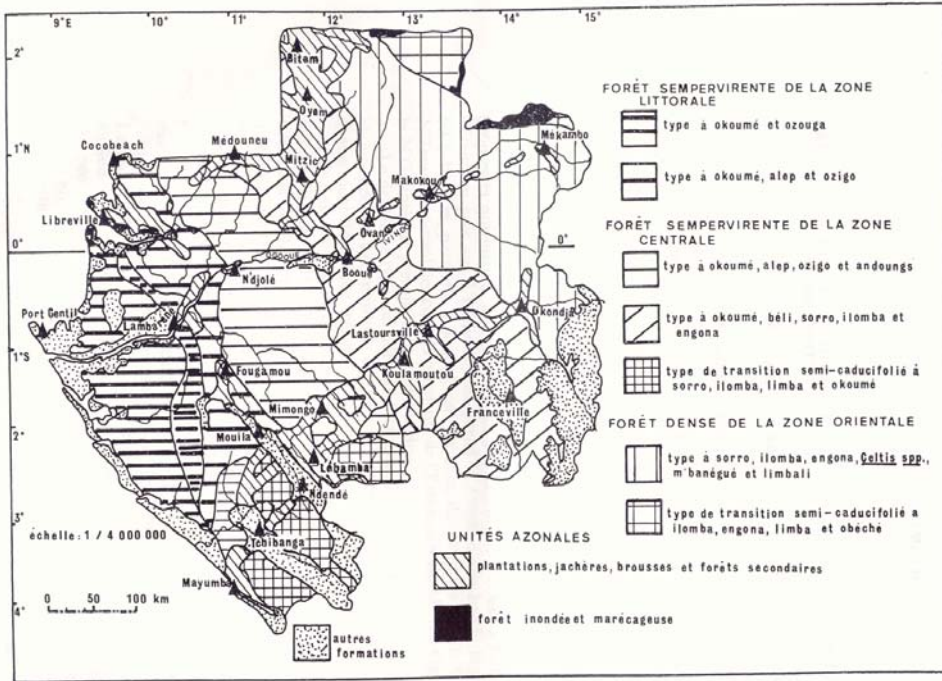 9°E 10° 11° 12° 13° 14° 15°
2°
1°N
0°
1°S
2°
3°
4°
Bitam
Oyem
Cocobeach
Médouneu
Mitzic
Mékambo
Makokou
Libreville
Ovan
IVINDO
0°
OGOOUÉ
Booué
N'djolé
Port Gentil
Lambaréné
Okondja
Lastoursville
Fougamou
Koulamoutou
Mimongo
Franceville
Mouila
Lébamba
Ndendé
Tchibanga
Mayumba
échelle: 1 / 4 000 000
0 50 100 km
FORÊT SEMPERVIRENTE DE LA ZONE
LITTORALE
type à okoumé et ozouga
type à okoumé, alep et ozigo
FORÊT SEMPERVIRENTE DE LA ZONE
CENTRALE
type à okoumé, alep, ozigo et andoungs
type à okoumé, béli, sorro, ilomba et
engona
type de transition semi-caducifolié à
sorro, ilomba, limba et okoumé
FORÊT DENSE DE LA ZONE ORIENTALE
type à sorro, ilomba, engona, Celtis spp.,
m'banégué et limbali
type de transition semi-caducifolié a
ilomba, engona, limba et obéché
UNITÉS AZONALES
plantations, jachères, brousses et forêts secondaires
forêt inondée et marécageuse
autres
formations